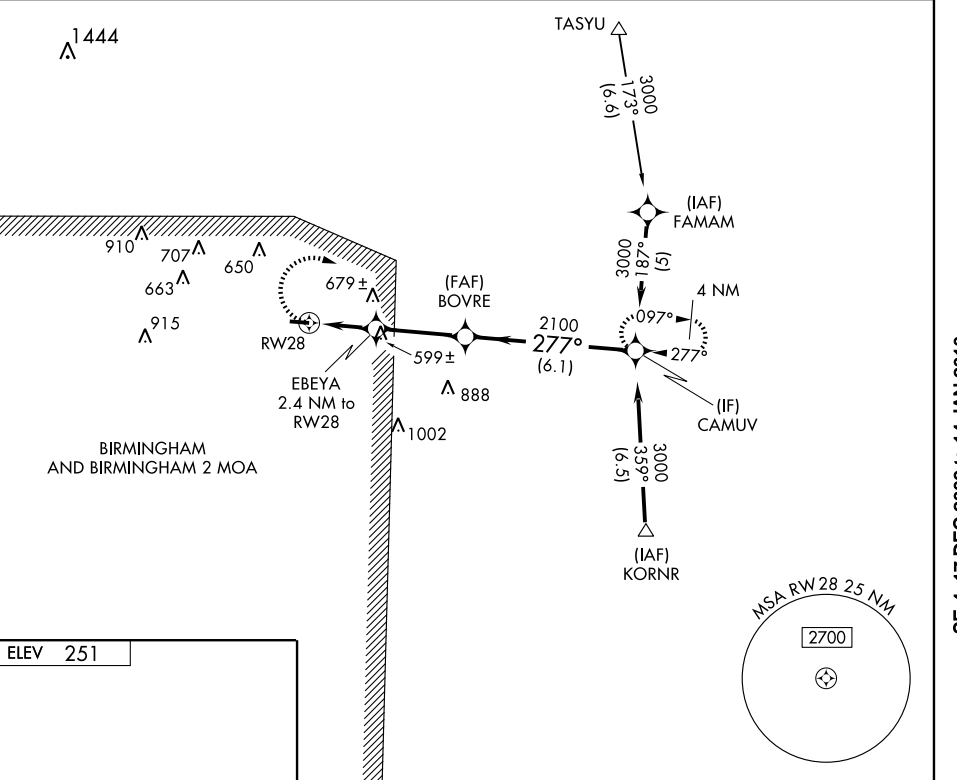 1444
TASYU
3000
173°
(6.6)
(IAF)
FAMAM
3000
187°
(5)
4 NM
910
707
650
663
679 ±
915
(FAF)
BOVRE
097°
277°
2100
277°
(6.1)
RW28
599 ±
EBEYA
2.4 NM to
RW28
888
1002
(IF)
CAMUV
BIRMINGHAM
AND BIRMINGHAM 2 MOA
3000
359°
(6.5)
(IAF)
KORNR
MSA RW 28 25 NM
2700
ELEV 251